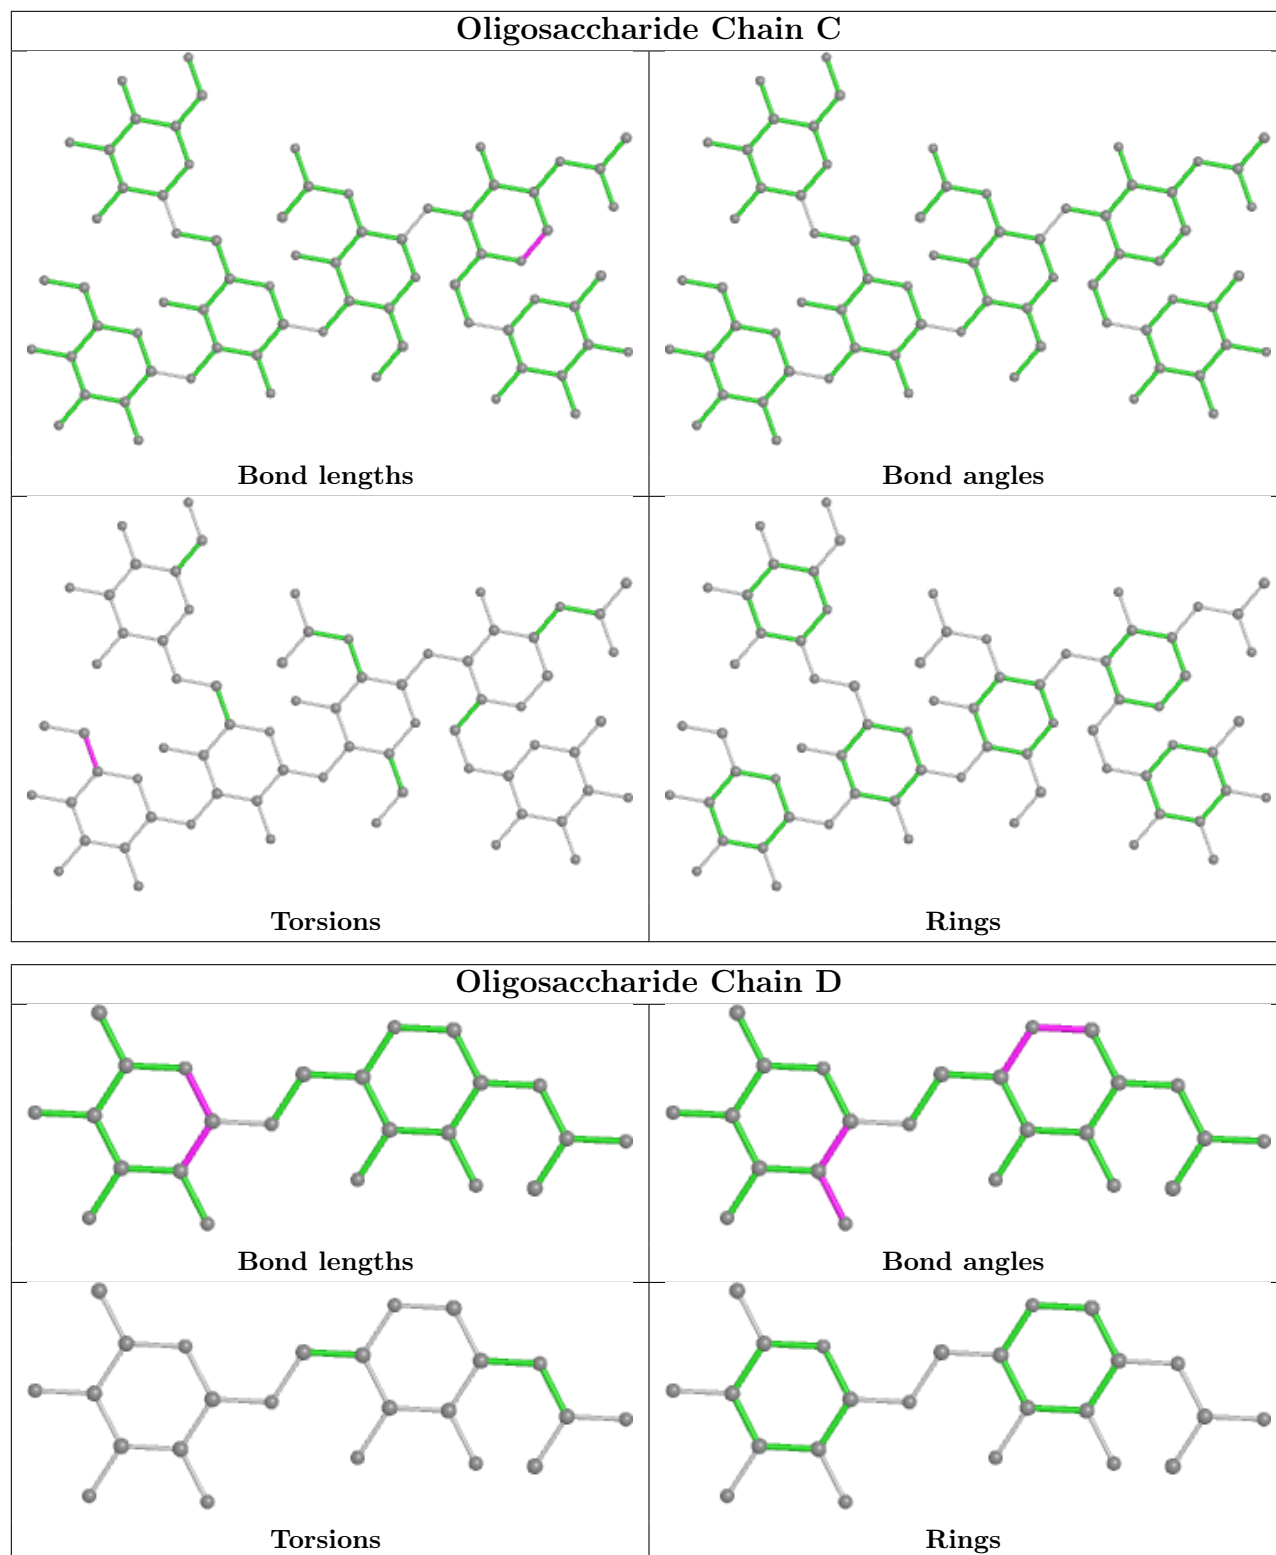 Oligosaccharide Chain C
Bond lengths
Bond angles
Torsions
Rings
Oligosaccharide Chain D
Bond lengths
Bond angles
Torsions
Rings